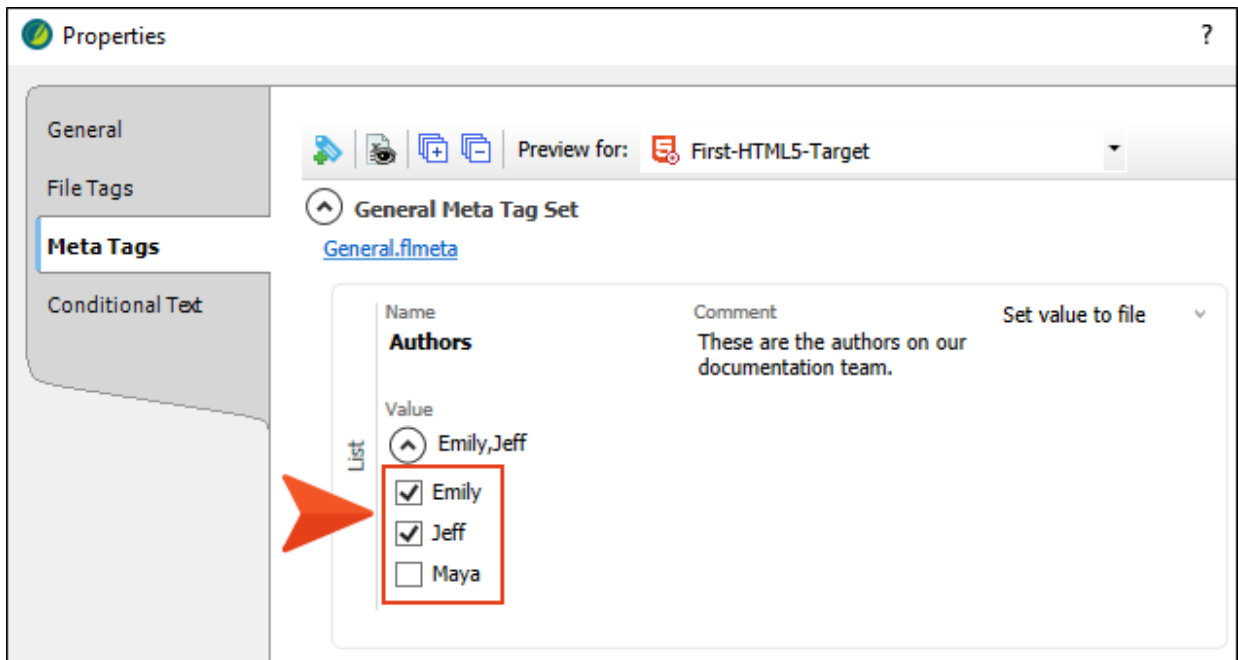 Properties
?
General
File Tags
Meta Tags
Conditional Text
Preview for: First-HTML5-Target
General Meta Tag Set
General.flmeta
Name
Authors
Comment
These are the authors on our
documentation team.
Set value to file
Value
List
Emily,Jeff
Emily
Jeff
Maya